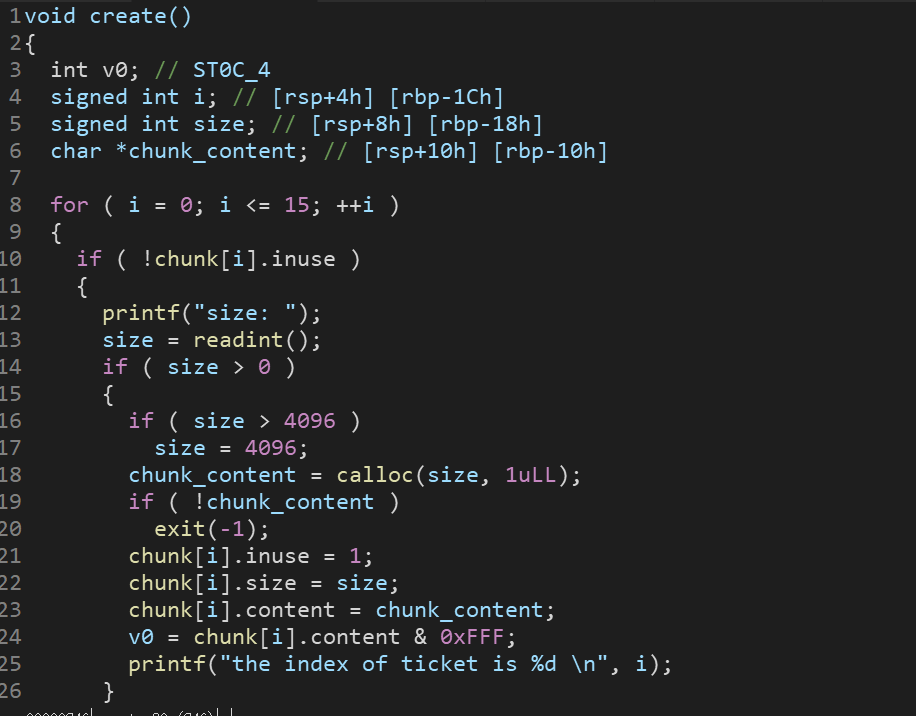 1void create()
2{
3  int v0; // ST0C_4
4  signed int i; // [rsp+4h] [rbp-1Ch]
5  signed int size; // [rsp+8h] [rbp-18h]
6  char *chunk_content; // [rsp+10h] [rbp-10h]
7
8  for ( i = 0; i <= 15; ++i )
9  {
10    if ( !chunk[i].inuse )
11    {
12      printf("size: ");
13      size = readint();
14      if ( size > 0 )
15      {
16        if ( size > 4096 )
17          size = 4096;
18        chunk_content = calloc(size, 1uLL);
19        if ( !chunk_content )
20          exit(-1);
21        chunk[i].inuse = 1;
22        chunk[i].size = size;
23        chunk[i].content = chunk_content;
24        v0 = chunk[i].content & 0xFFF;
25        printf("the index of ticket is %d \n", i);
26      }